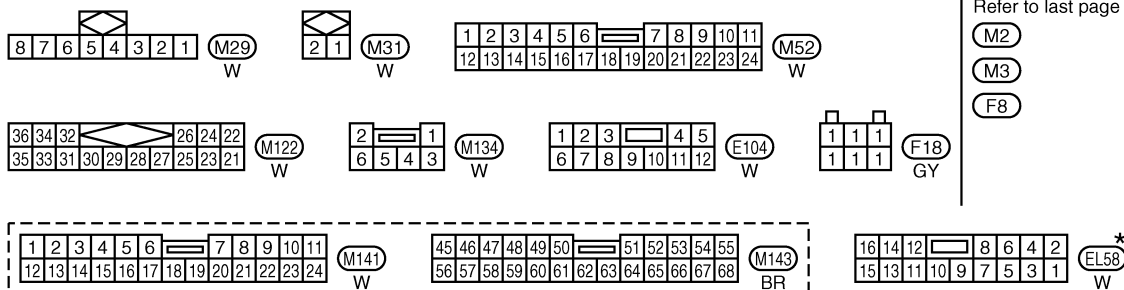 Refer to last page
8 7 6 5 4 3 2 1 M29 W
2 1 M31 W
1 2 3 4 5 6 7 8 9 10 11
12 13 14 15 16 17 18 19 20 21 22 23 24 M52 W
M2
M3
F8
36 34 32 26 24 22
35 33 31 30 29 28 27 25 23 21 M122 W
2 1
6 5 4 3 M134 W
1 2 3 4 5
6 7 8 9 10 11 12 E104 W
1 1 1
1 1 1 F18 GY
1 2 3 4 5 6 7 8 9 10 11
12 13 14 15 16 17 18 19 20 21 22 23 24 M141 W
45 46 47 48 49 50 51 52 53 54 55
56 57 58 59 60 61 62 63 64 65 66 67 68 M143 BR
16 14 12 8 6 4 2
15 13 11 10 9 7 5 3 1 EL58 * W